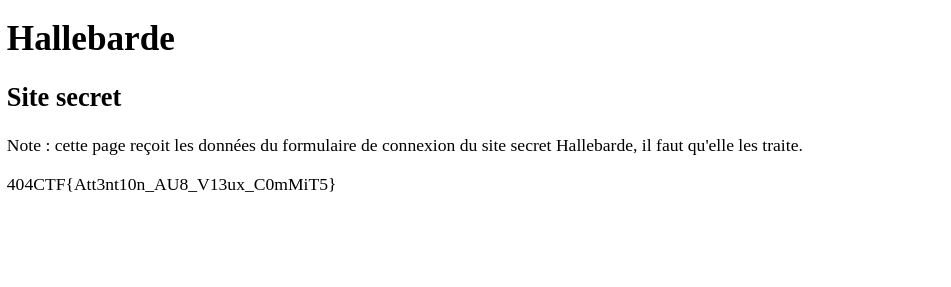 Hallebarde
Site secret
Note : cette page reçoit les données du formulaire de connexion du site secret Hallebarde, il faut qu'elle les traite.
404CTF{Att3nt10n_AU8_V13ux_C0mMiT5}